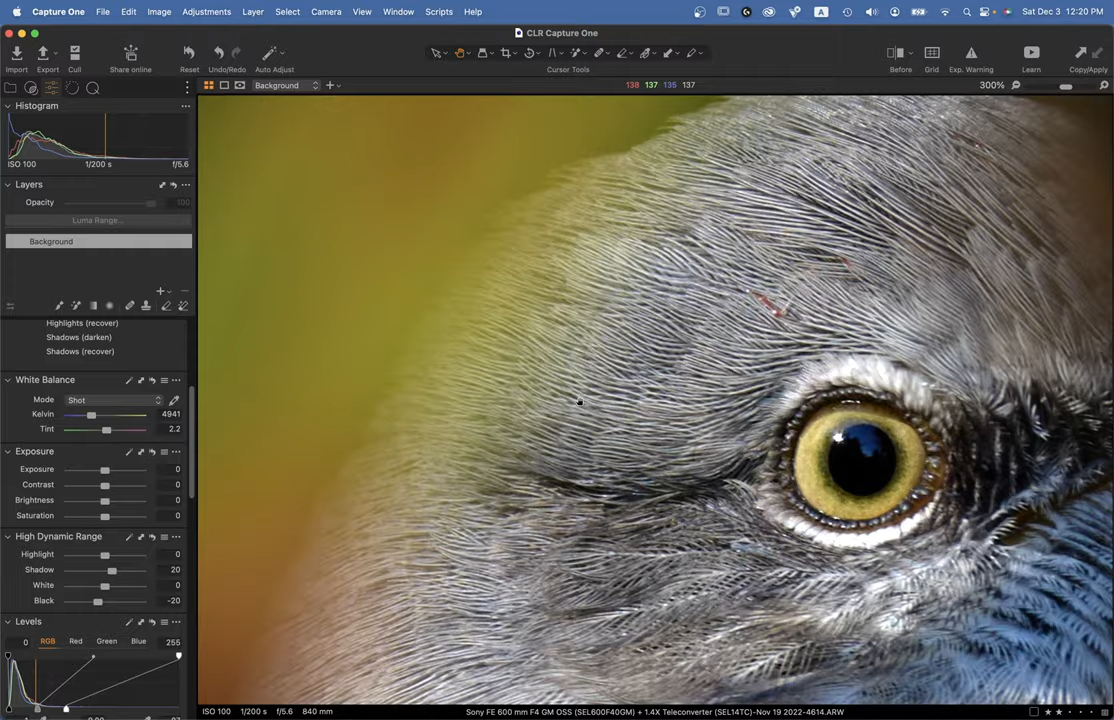 Capture One File Edit Image Adjustments Layer Select Camera View Window Scripts Help A Sat Dec 3 12:20 PM
CLR Capture One
Import Export Cull Share online Reset Undo/Redo Auto Adjust Cursor Tools Before Grid Exp. Warning Learn Copy/Apply
Background 138 137 135 137 300%
Histogram
ISO 100 1/200 s f/5.6
Layers
Opacity 100
Luma Range...
Background
Highlights (recover)
Shadows (darken)
Shadows (recover)
White Balance
Mode Shot
Kelvin 4941
Tint 2.2
Exposure
Exposure 0
Contrast 0
Brightness 0
Saturation 0
High Dynamic Range
Highlight 0
Shadow 20
White 0
Black -20
Levels
0 RGB Red Green Blue 255
ISO 100 1/200 s f/5.6 840 mm Sony FE 600 mm F4 GM OSS (SEL600F40GM) + 1.4X Teleconverter (SEL14TC)-Nov 19 2022-4614.ARW